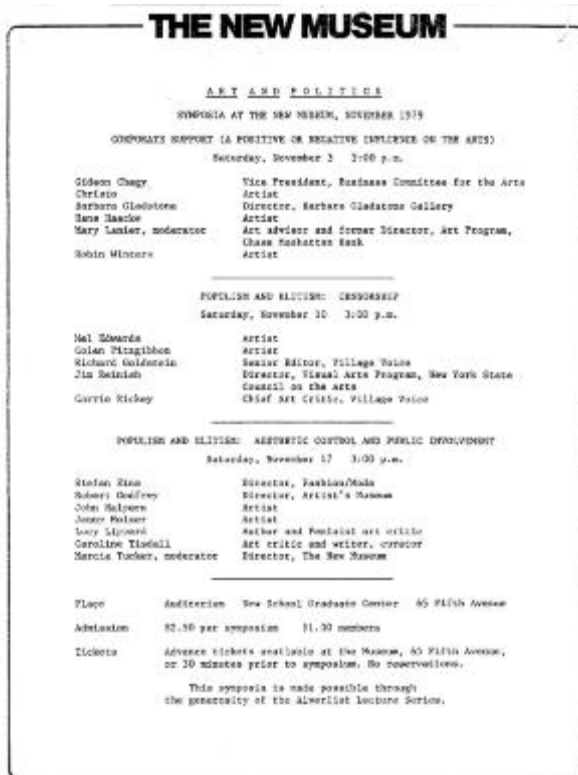 THE NEW MUSEUM
ART AND POLITICS
SYMPOSIA AT THE NEW MUSEUM, NOVEMBER 1979
CORPORATE SUPPORT (A POSITIVE OR NEGATIVE INFLUENCE ON THE ARTS)
Saturday, November 3 3:00 p.m.
Gideon Chagy Vice President, Business Committee for the Arts
Christo Artist
Barbara Gladstone Director, Barbara Gladstone Gallery
Hans Haacke Artist
Mary Lanier, moderator Art advisor and former Director, Art Program,
Chase Manhattan Bank
Robin Winters Artist
POPULISM AND ELITISM: CENSORSHIP
Saturday, November 10 3:00 p.m.
Mel Edwards Artist
Colen Fitzgibbon Artist
Richard Goldstein Senior Editor, Village Voice
Jim Reinish Director, Visual Arts Program, New York State
Council on the Arts
Carrie Rickey Chief Art Critic, Village Voice
POPULISM AND ELITISM: AESTHETIC CONTROL AND PUBLIC INVOLVEMENT
Saturday, November 17 3:00 p.m.
Stefan Eins Director, Fashion/Moda
Robert Godfrey Director, Artist's Museum
John Halpern Artist
Jenny Holzer Artist
Lucy Lippard Author and feminist art critic
Caroline Tisdall Art critic and writer, curator
Marcia Tucker, moderator Director, The New Museum
Place Auditorium New School Graduate Center 65 Fifth Avenue
Admission $2.50 per symposium $1.50 members
Tickets Advance tickets available at the Museum, 65 Fifth Avenue,
or 30 minutes prior to symposium. No reservations.
This symposia is made possible through
the generosity of the Lecture Series.